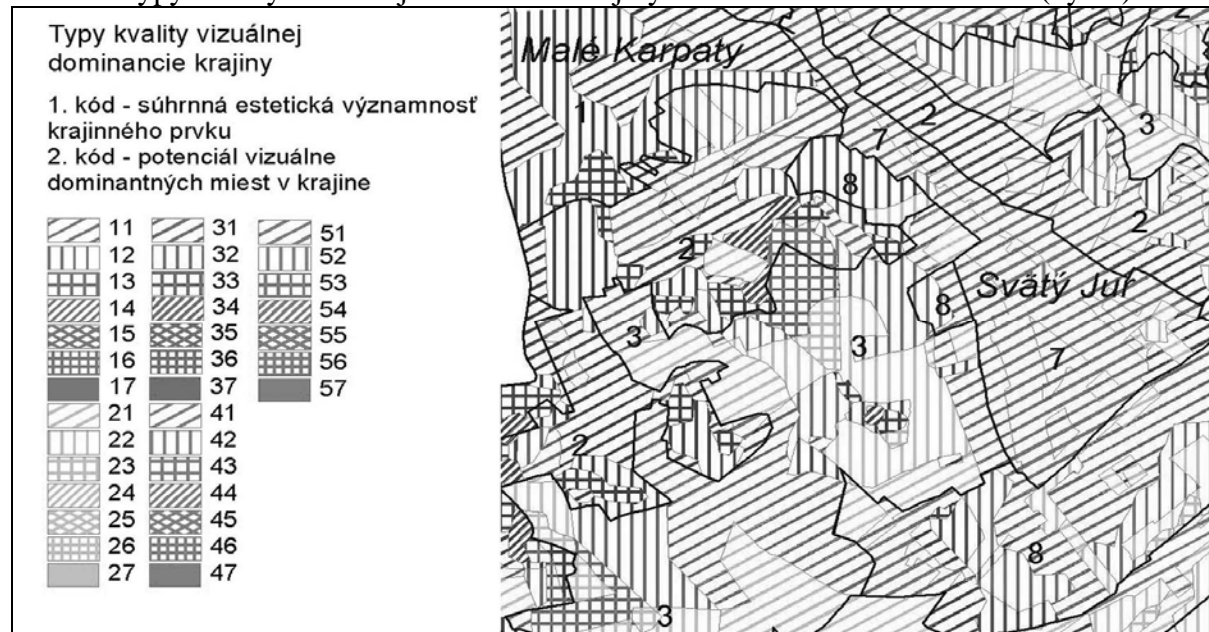 Typy kvality vizuálnej
dominancie krajiny
1. kód - súhrnná estetická významnosť
krajinného prvku
2. kód - potenciál vizuálne
dominantných miest v krajine
11 31 51
12 32 52
13 33 53
14 34 54
15 35 55
16 36 56
17 37 57
21 41
22 42
23 43
24 44
25 45
26 46
27 47
2
Malé Karpaty
1
2
3
7
8
2
2
Svätý Jur
8
3
3
7
2
8
3